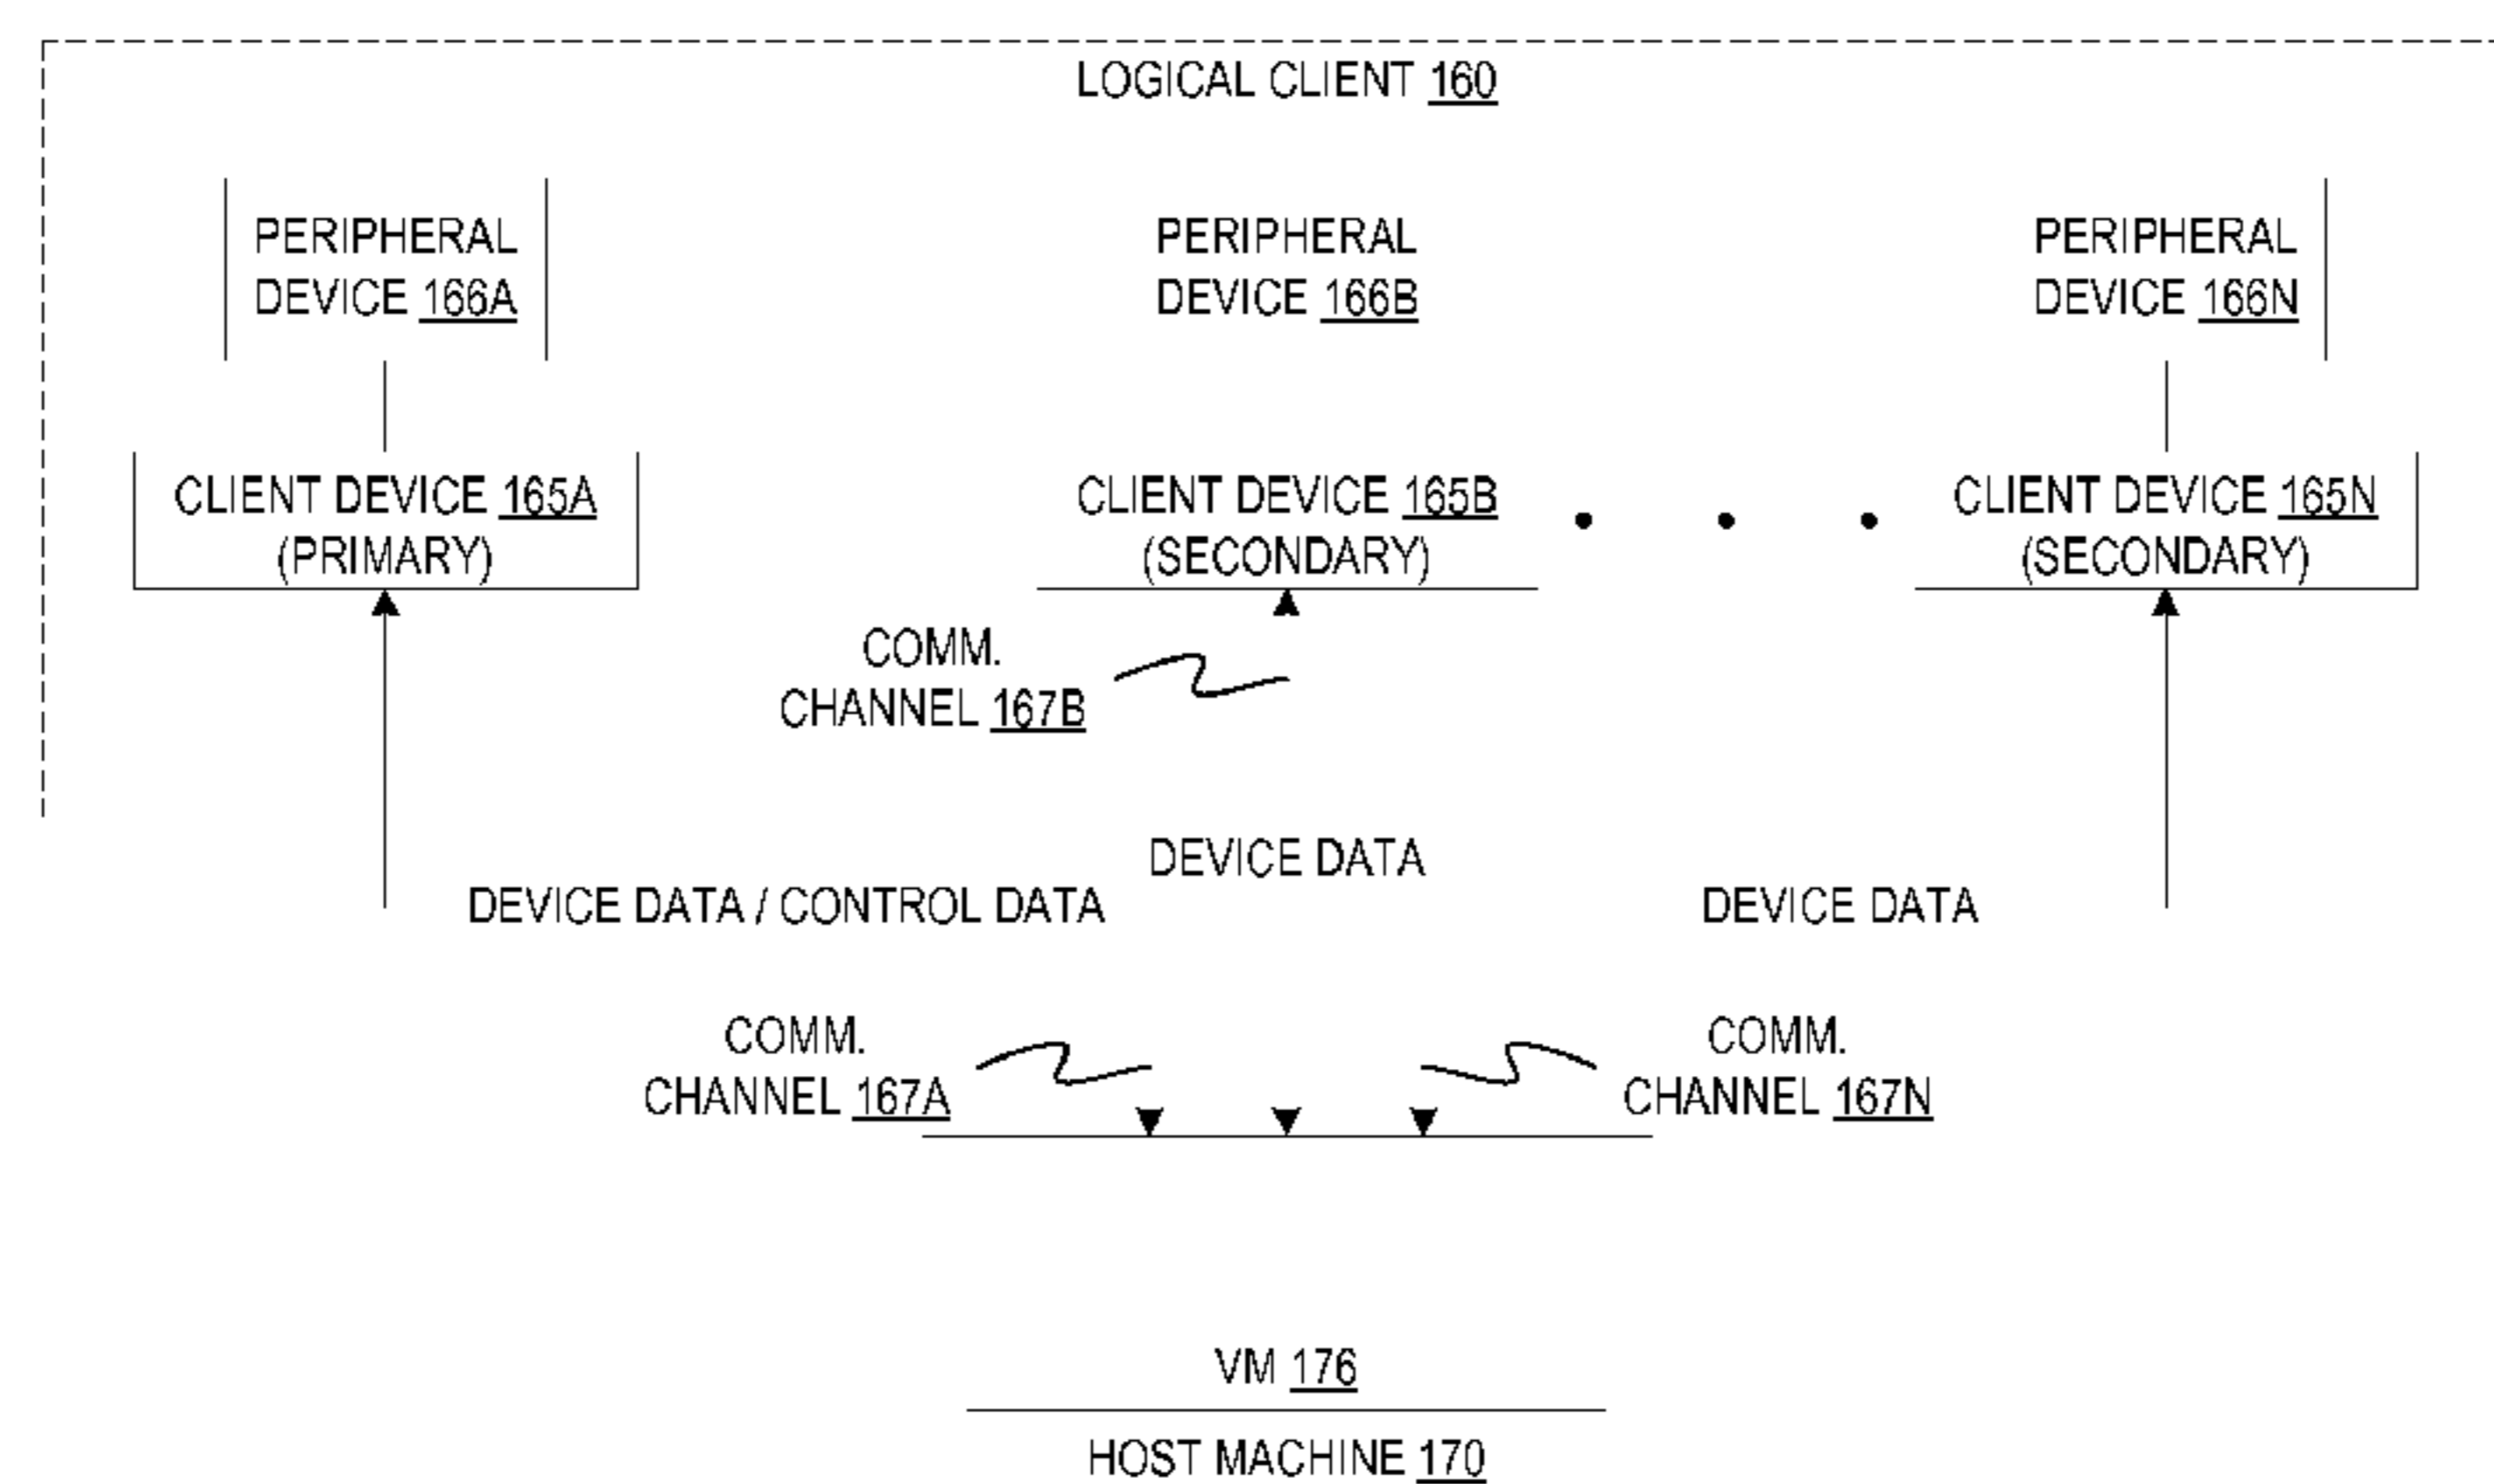 LOGICAL CLIENT 160
PERIPHERAL
DEVICE 166A
PERIPHERAL
DEVICE 166B
PERIPHERAL
DEVICE 166N
CLIENT DEVICE 165A
(PRIMARY)
CLIENT DEVICE 165B
(SECONDARY)
CLIENT DEVICE 165N
(SECONDARY)
COMM.
CHANNEL 167B
DEVICE DATA
DEVICE DATA / CONTROL DATA
DEVICE DATA
COMM.
CHANNEL 167A
COMM.
CHANNEL 167N
VM 176
HOST MACHINE 170